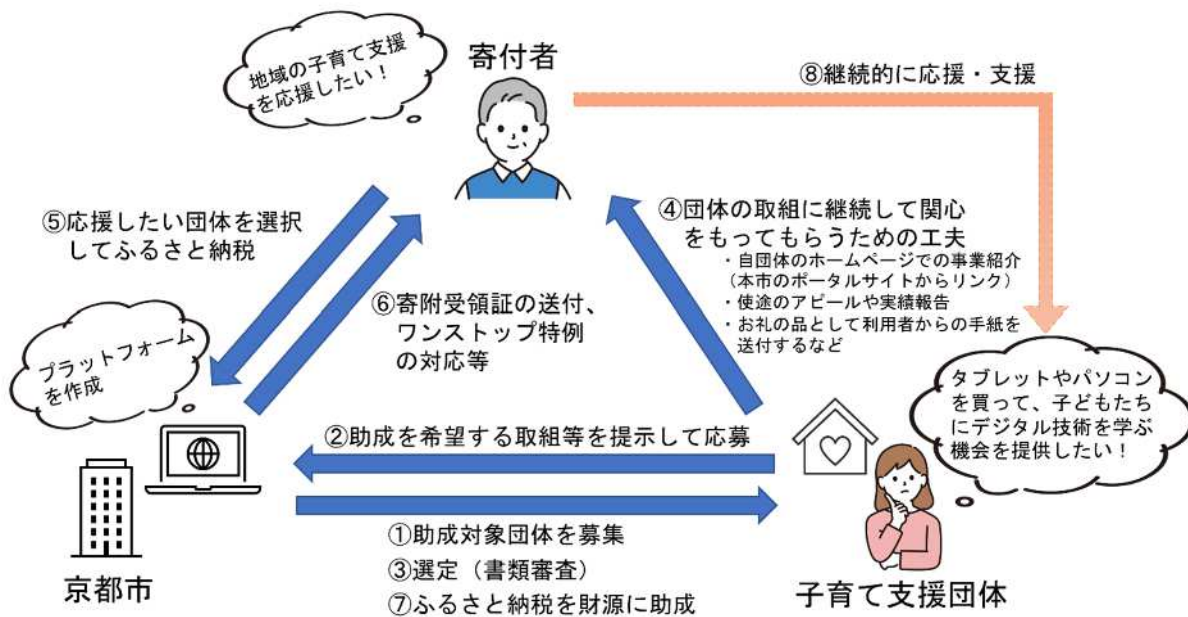 地域の子育て支援
を応援したい！
寄付者
⑧継続的に応援・支援
⑤応援したい団体を選択
してふるさと納税
④団体の取組に継続して関心
をもってもらうための工夫
・自団体のホームページでの事業紹介
（本市のポータルサイトからリンク）
・使途のアピールや実績報告
・お礼の品として利用者からの手紙を
送付するなど
⑥寄附受領証の送付、
ワンストップ特例
の対応等
プラットフォーム
を作成
タブレットやパソコン
を買って、子どもたち
にデジタル技術を学ぶ
機会を提供したい！
②助成を希望する取組等を提示して応募
①助成対象団体を募集
③選定（書類審査）
⑦ふるさと納税を財源に助成
京都市
子育て支援団体